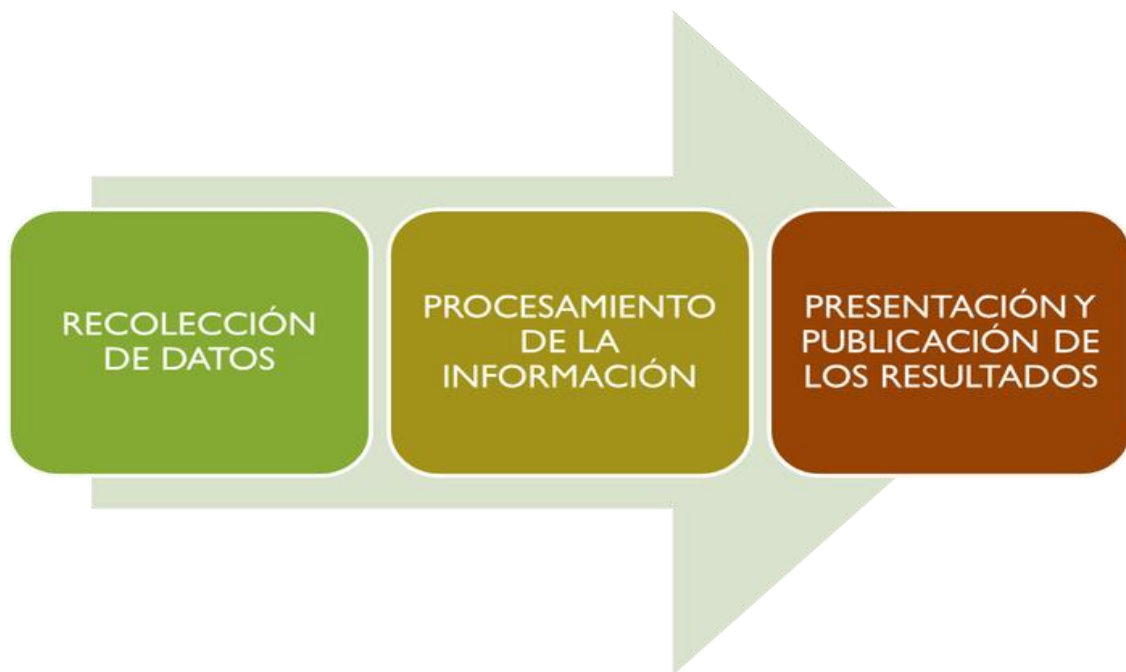 RECOLECCIÓN
DE DATOS
PROCESAMIENTO
DE LA
INFORMACIÓN
PRESENTACIÓN Y
PUBLICACIÓN DE
LOS RESULTADOS